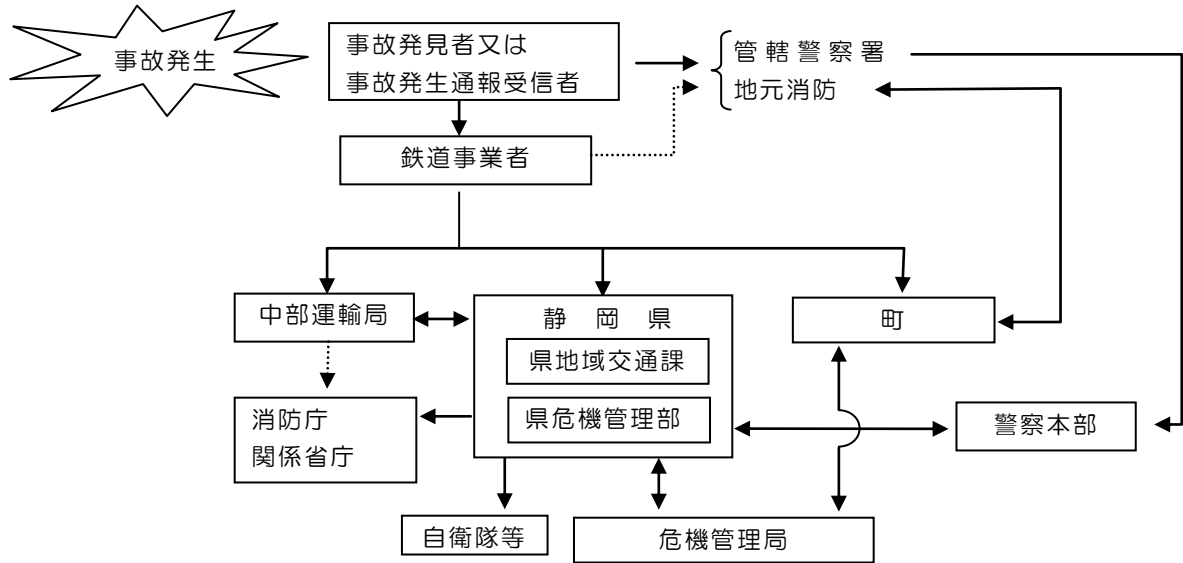 事故発生
事故発見者又は
事故発生通報受信者
管轄警察署
地元消防
鉄道事業者
中部運輸局
静岡県
県地域交通課
県危機管理部
町
消防庁
関係省庁
警察本部
自衛隊等
危機管理局